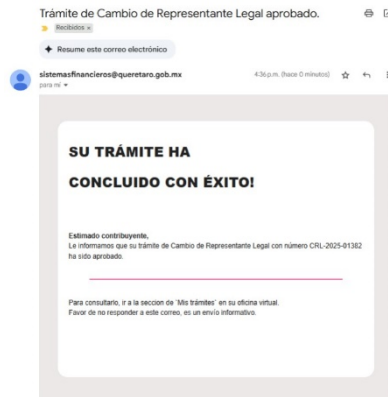 Trámite de Cambio de Representante Legal aprobado.
Recibidos ×
Resume este correo electrónico
sistemasfinancieros@queretaro.gob.mx
4:36 p.m. (hace 0 minutos)
para mí
SU TRÁMITE HA
CONCLUIDO CON ÉXITO!
Estimado contribuyente,
Le informamos que su trámite de Cambio de Representante Legal con número CRL-2025-01382
ha sido aprobado.
Para consultarlo, ir a la seccion de 'Mis trámites' en su oficina virtual.
Favor de no responder a este correo, es un envío informativo.